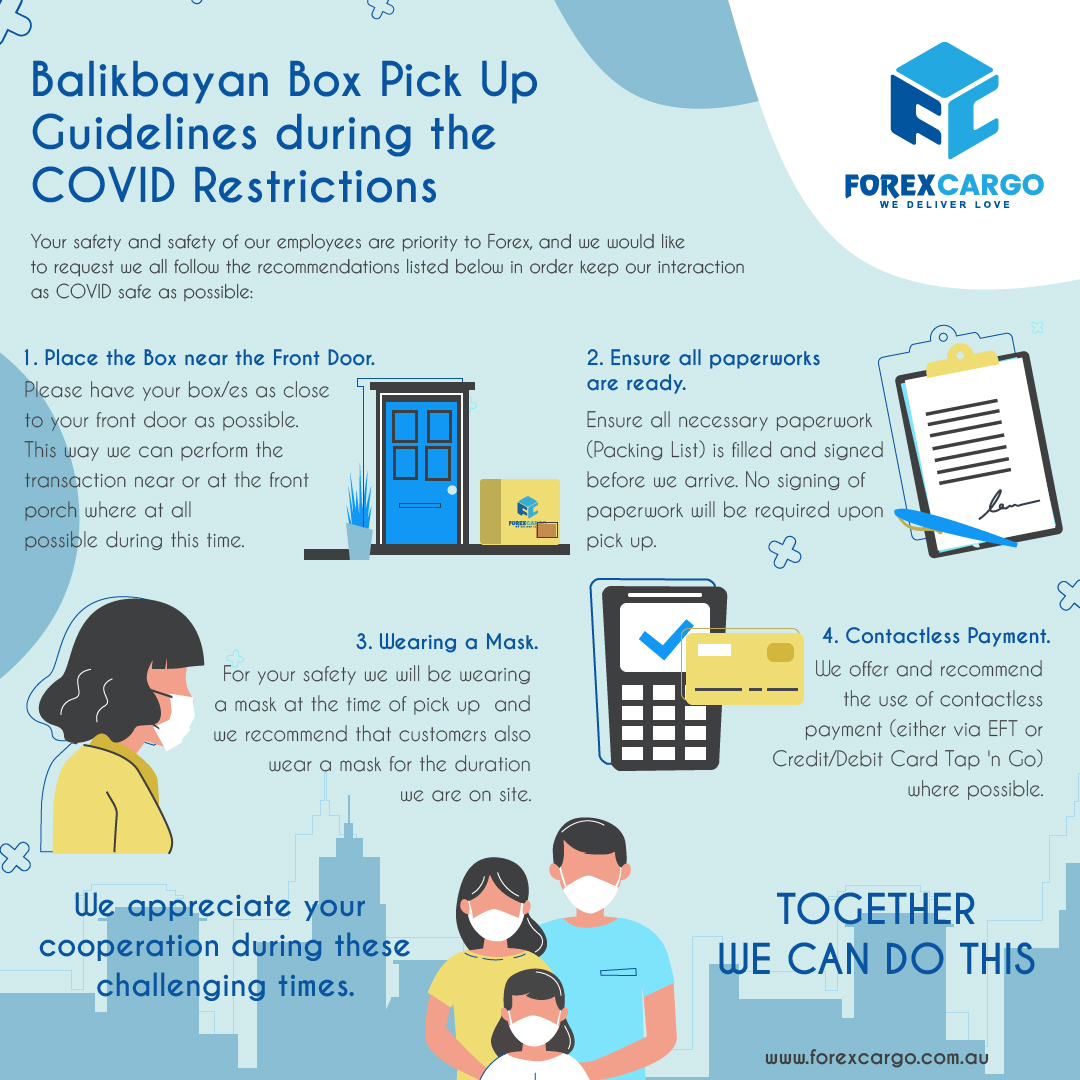 Balikbayan Box Pick Up
Guidelines during the
COVID Restrictions
FOREXCARGO
WE DELIVER LOVE
Your safety and safety of our employees are priority to Forex, and we would like
to request we all follow the recommendations listed below in order keep our interaction
as COVID safe as possible:
1. Place the Box near the Front Door.
Please have your box/es as close
to your front door as possible.
This way we can perform the
transaction near or at the front
porch where at all
possible during this time.
FOREXCARGO
2. Ensure all paperworks
are ready.
Ensure all necessary paperwork
(Packing List) is filled and signed
before we arrive. No signing of
paperwork will be required upon
pick up.
3. Wearing a Mask.
For your safety we will be wearing
a mask at the time of pick up and
we recommend that customers also
wear a mask for the duration
we are on site.
4. Contactless Payment.
We offer and recommend
the use of contactless
payment (either via EFT or
Credit/Debit Card Tap 'n Go)
where possible.
We appreciate your
cooperation during these
challenging times.
TOGETHER
WE CAN DO THIS
www.forexcargo.com.au